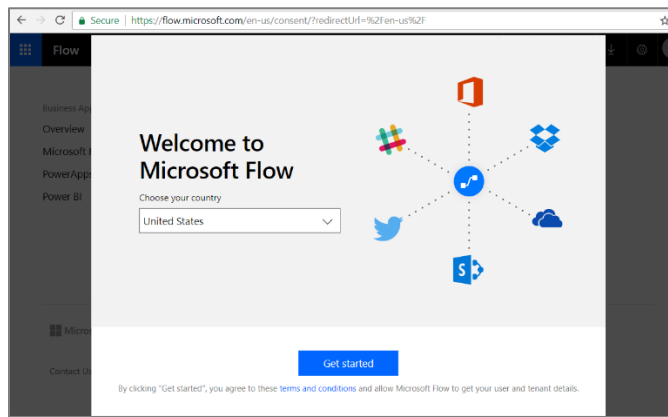 Secure | https://flow.microsoft.com/en-us/consent/?redirectUrl=%2Fen-us%2F
Flow
Business App
Overview
Microsoft
PowerApps
Power BI
Welcome to
Microsoft Flow
Choose your country
United States
S
Micros
Contact Us
Get started
By clicking "Get started", you agree to these terms and conditions and allow Microsoft Flow to get your user and tenant details.